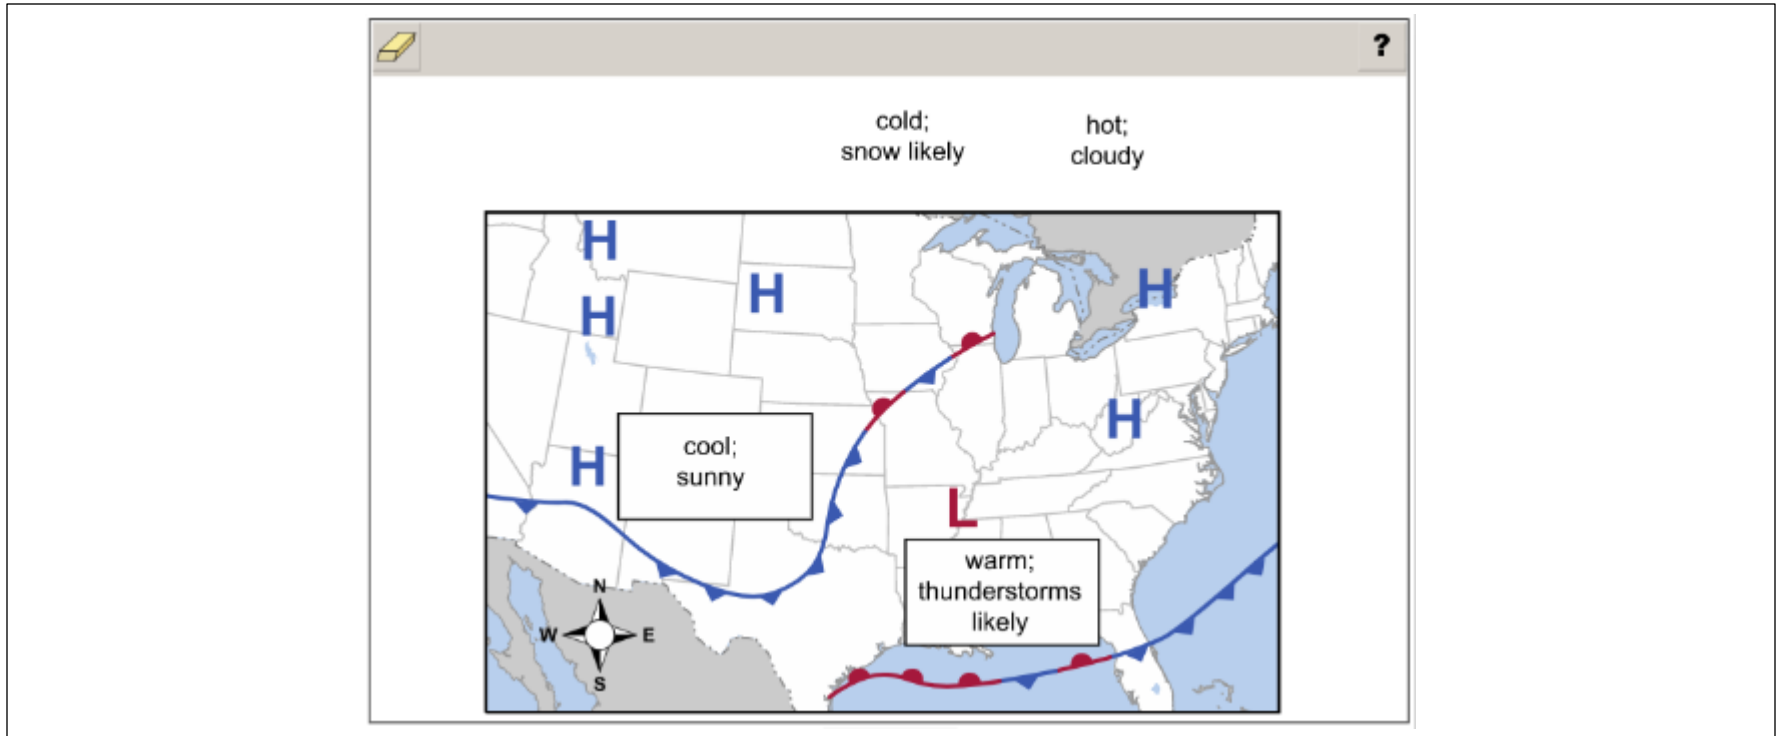 ?
cold;
snow likely
hot;
cloudy
H
H
H
H
H
H
cool;
sunny
L
warm;
thunderstorms
likely
N
W
E
S